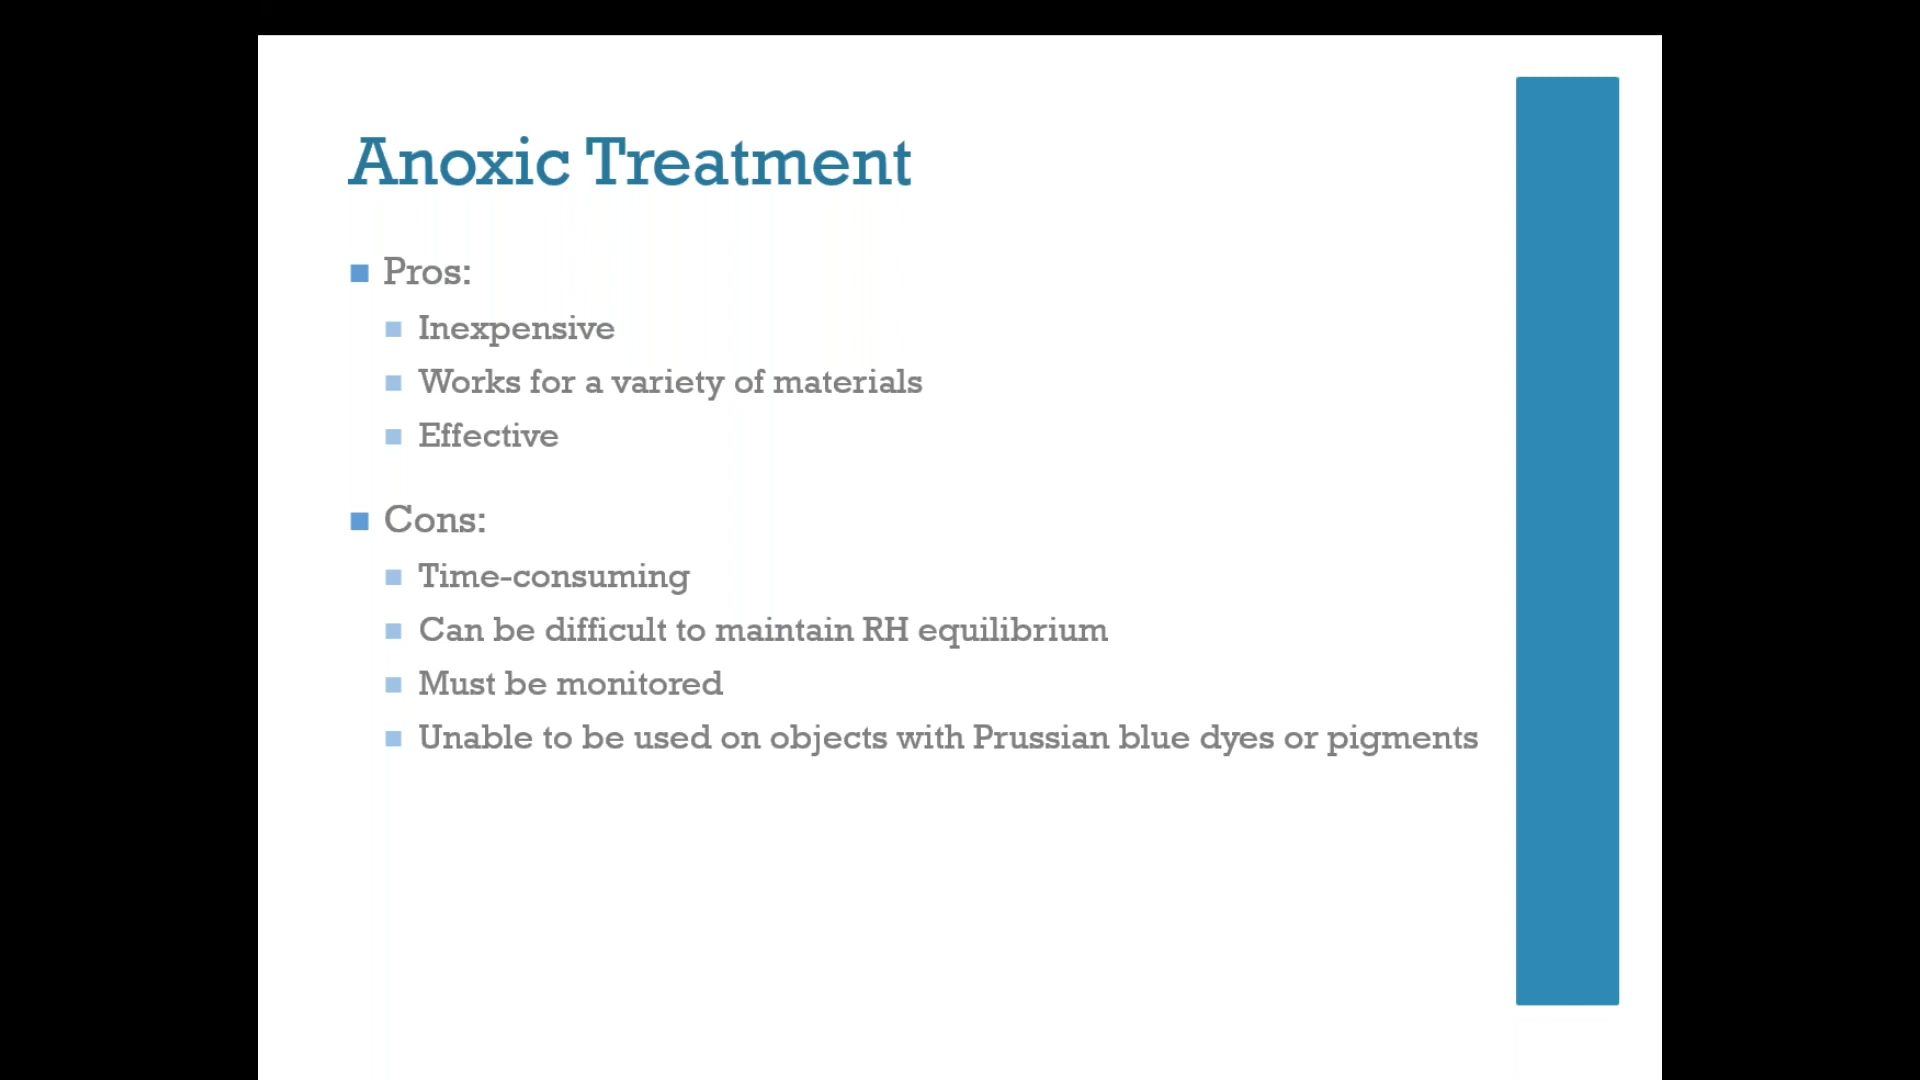 Anoxic Treatment
Pros:
Inexpensive
Works for a variety of materials
Effective
Cons:
Time-consuming
Can be difficult to maintain RH equilibrium
Must be monitored
Unable to be used on objects with Prussian blue dyes or pigments